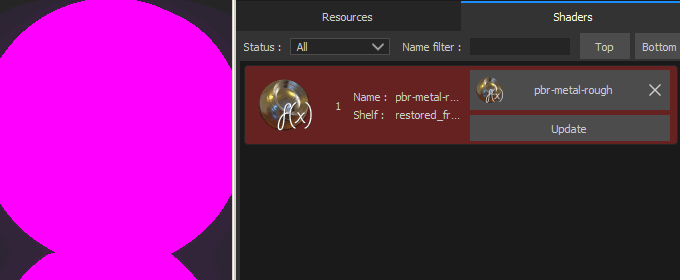 Resources
Shaders
Status : All Name filter : Top Bottom
f(x)
1
Name : pbr-metal-r...
Shelf : restored_fr...
pbr-metal-rough
Update